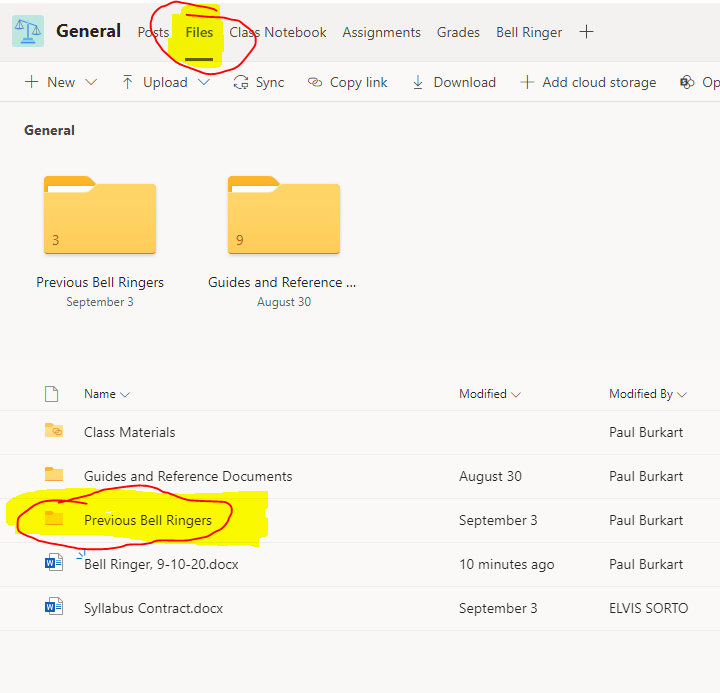 General Posts Files Class Notebook Assignments Grades Bell Ringer
New Upload Sync Copy link Download Add cloud storage Op
General
3 9
Previous Bell Ringers Guides and Reference ...
September 3 August 30
Name Modified Modified By
Class Materials Paul Burkart
Guides and Reference Documents August 30 Paul Burkart
Previous Bell Ringers September 3 Paul Burkart
Bell Ringer, 9-10-20.docx 10 minutes ago Paul Burkart
Syllabus Contract.docx September 3 ELVIS SORTO